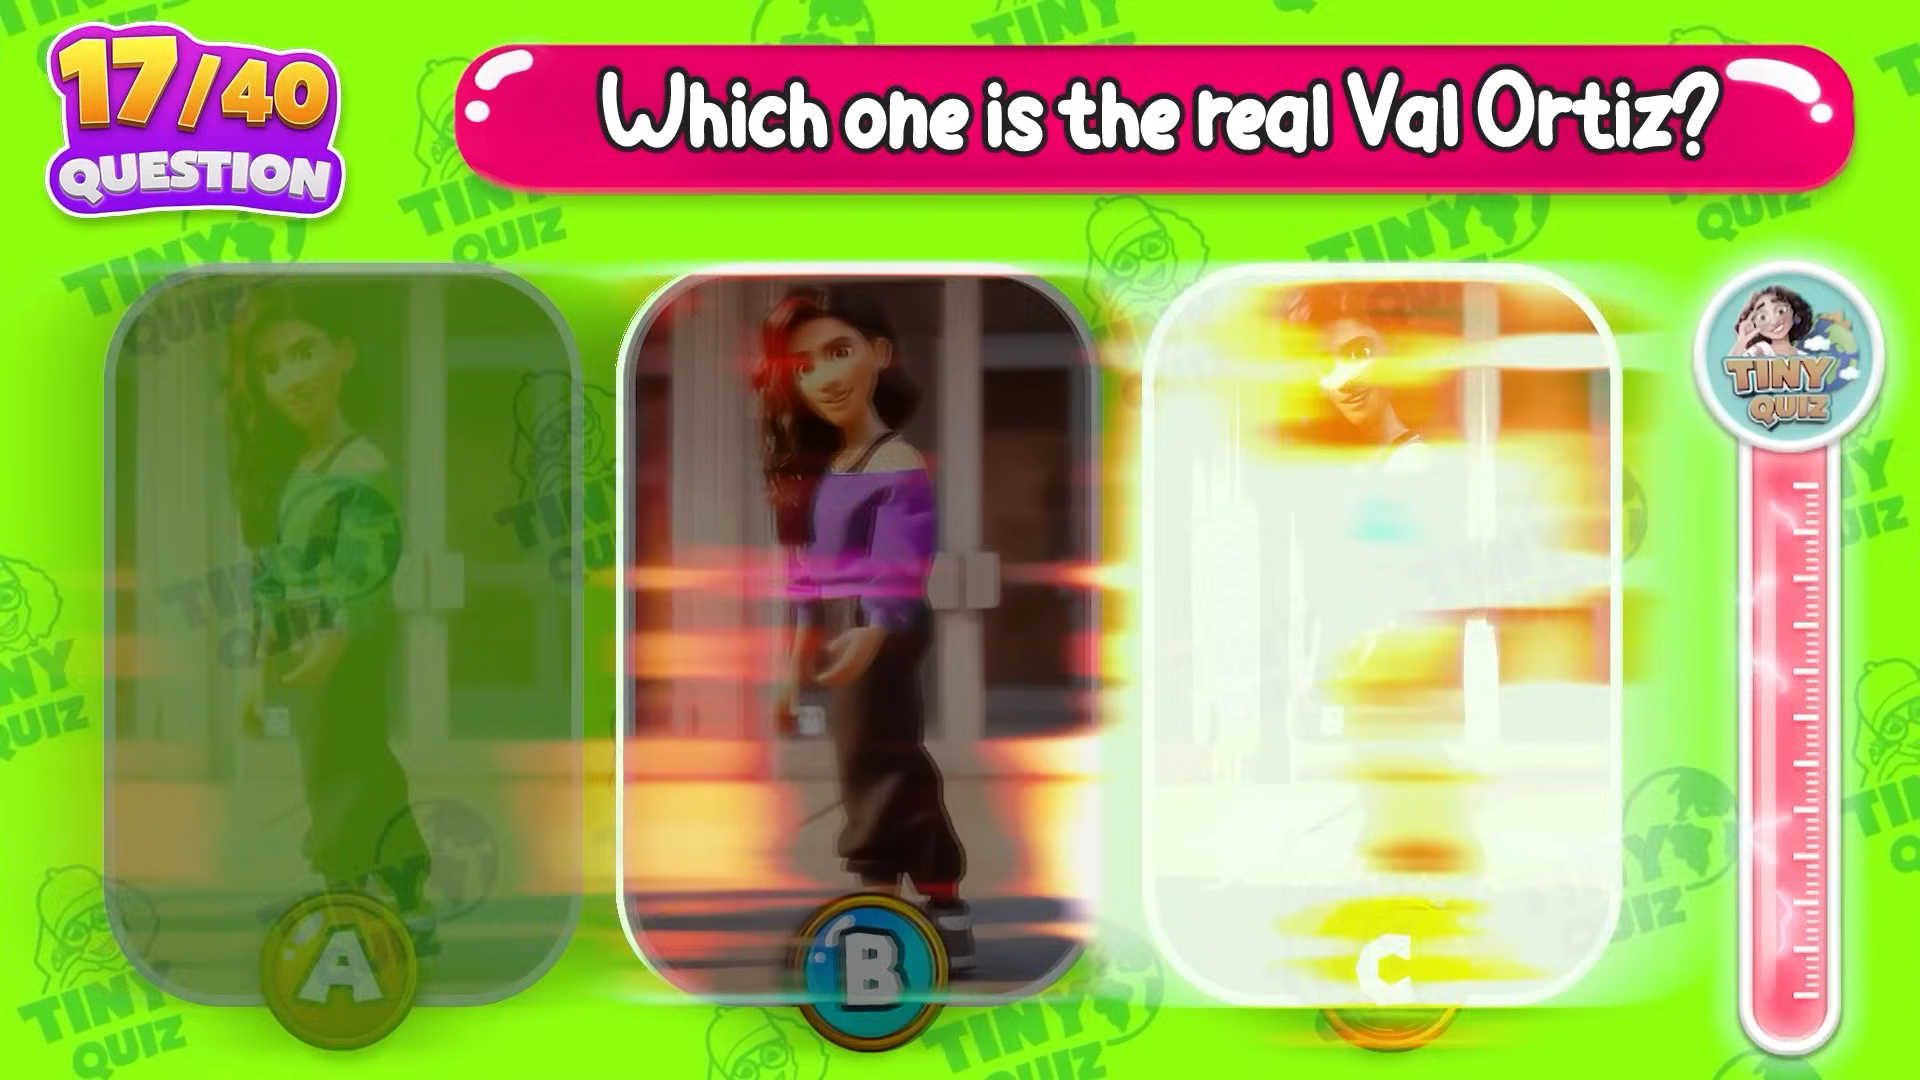 17/40
QUESTION
Which one is the real Val Ortiz?
TINY
QUIZ
A
B
C